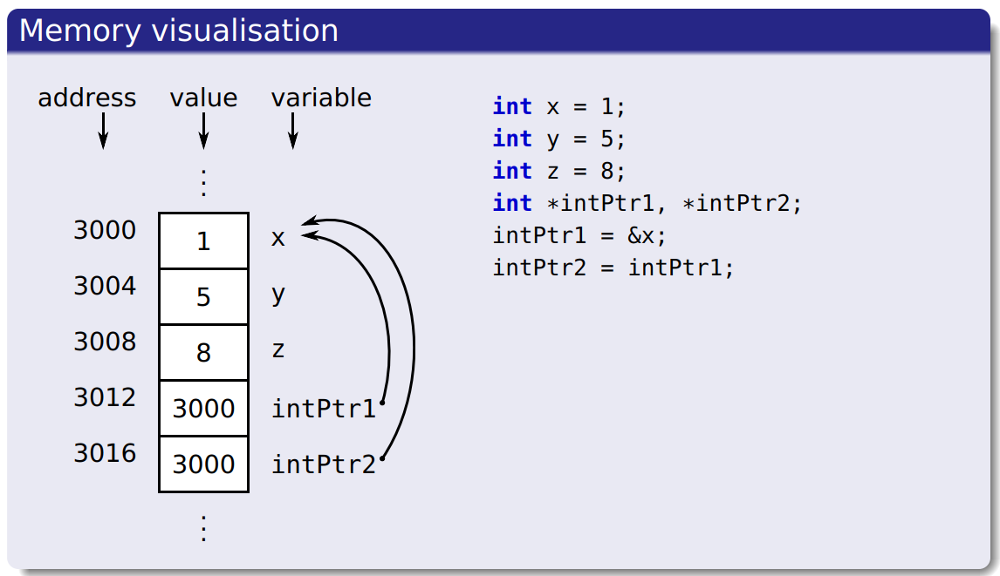 Memory visualisation
address value variable
⋮
3000 1 x
3004 5 y
3008 8 z
3012 3000 intPtr1
3016 3000 intPtr2
⋮
int x = 1;
int y = 5;
int z = 8;
int *intPtr1, *intPtr2;
intPtr1 = &x;
intPtr2 = intPtr1;